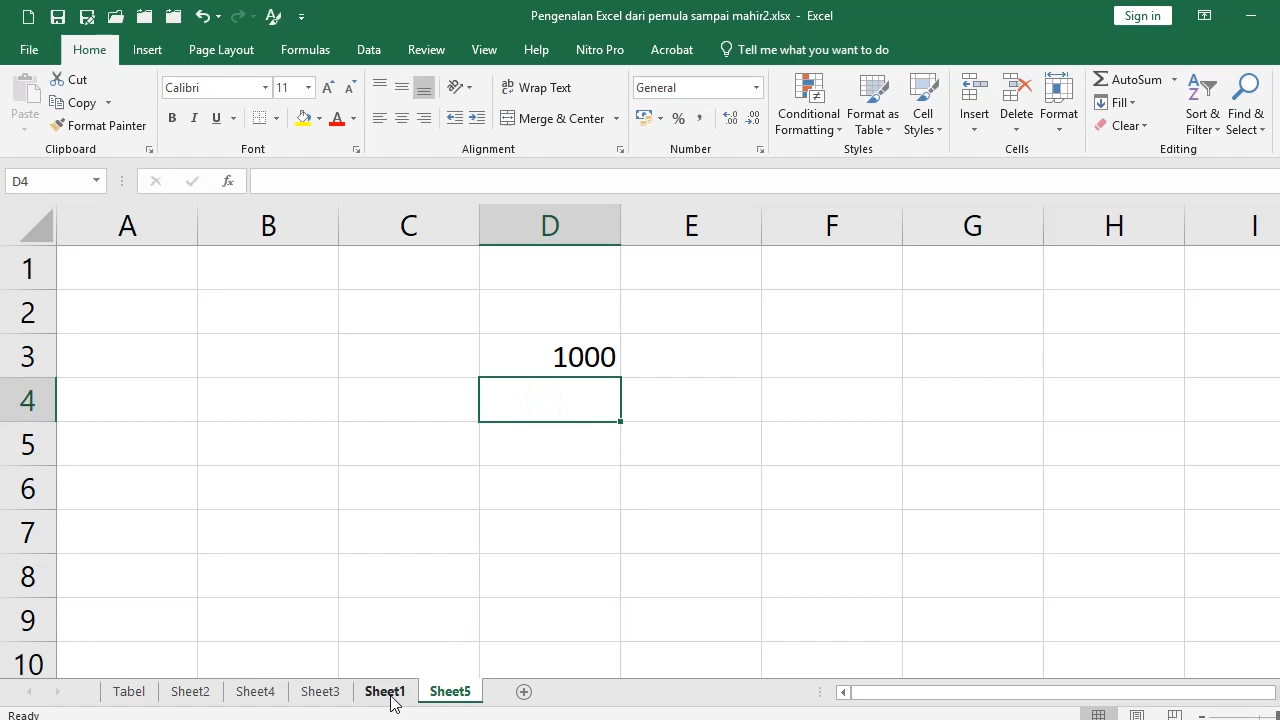 Pengenalan Excel dari pemula sampai mahir2.xlsx - Excel
Sign in
File Home Insert Page Layout Formulas Data Review View Help Nitro Pro Acrobat Tell me what you want to do
Paste
Cut
Copy
Format Painter
Clipboard
Calibri 11
B I U
Font
Wrap Text
Merge & Center
Alignment
General
Number
Conditional Formatting
Format as Table
Cell Styles
Styles
Insert
Delete
Format
Cells
AutoSum
Fill
Clear
Sort & Filter
Find & Select
Editing
D4 fx
A B C D E F G H I
1
2
3 1000
4
5
6
7
8
9
10
Tabel Sheet2 Sheet4 Sheet3 Sheet1 Sheet5
Ready